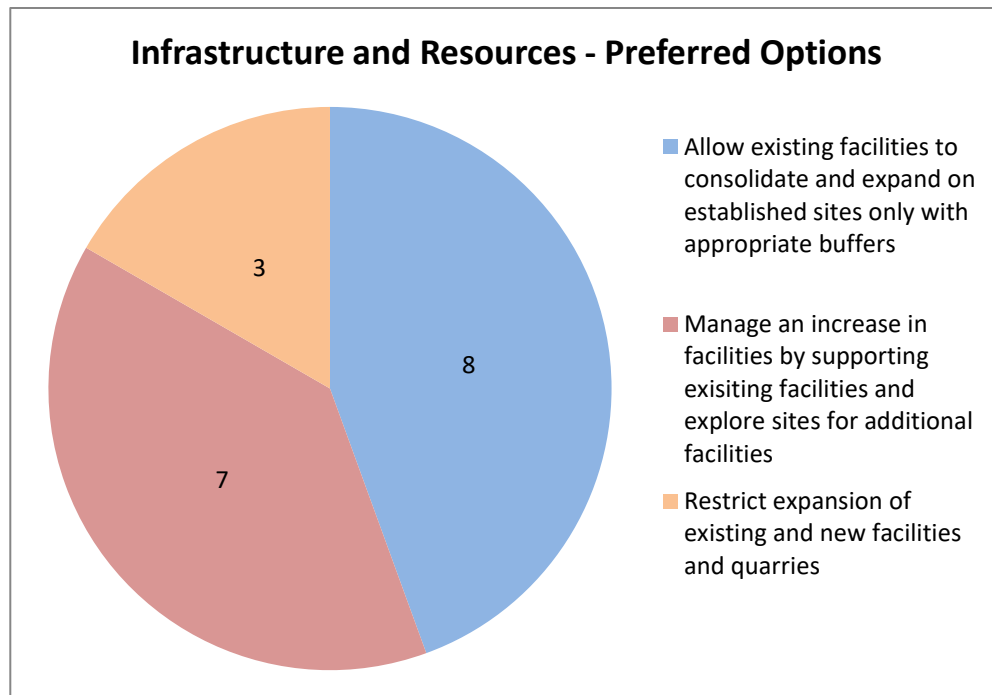 Infrastructure and Resources - Preferred Options
Allow existing facilities to
consolidate and expand on
established sites only with
appropriate buffers
3
8
Manage an increase in
facilities by supporting
exisiting facilities and
explore sites for additional
facilities
7
Restrict expansion of
existing and new facilities
and quarries